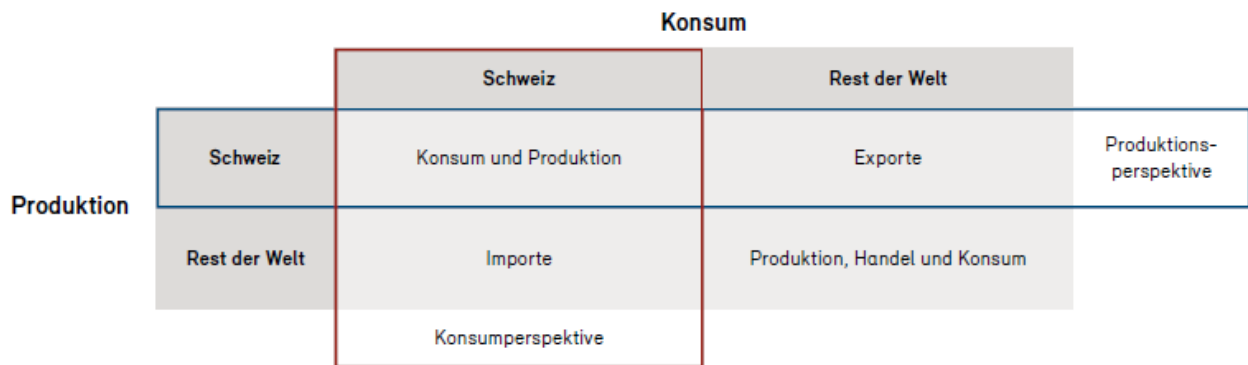 Konsum
Schweiz
Rest der Welt
Produktion
Schweiz
Konsum und Produktion
Exporte
Produktions-
perspektive
Rest der Welt
Importe
Produktion, Handel und Konsum
Konsumperspektive